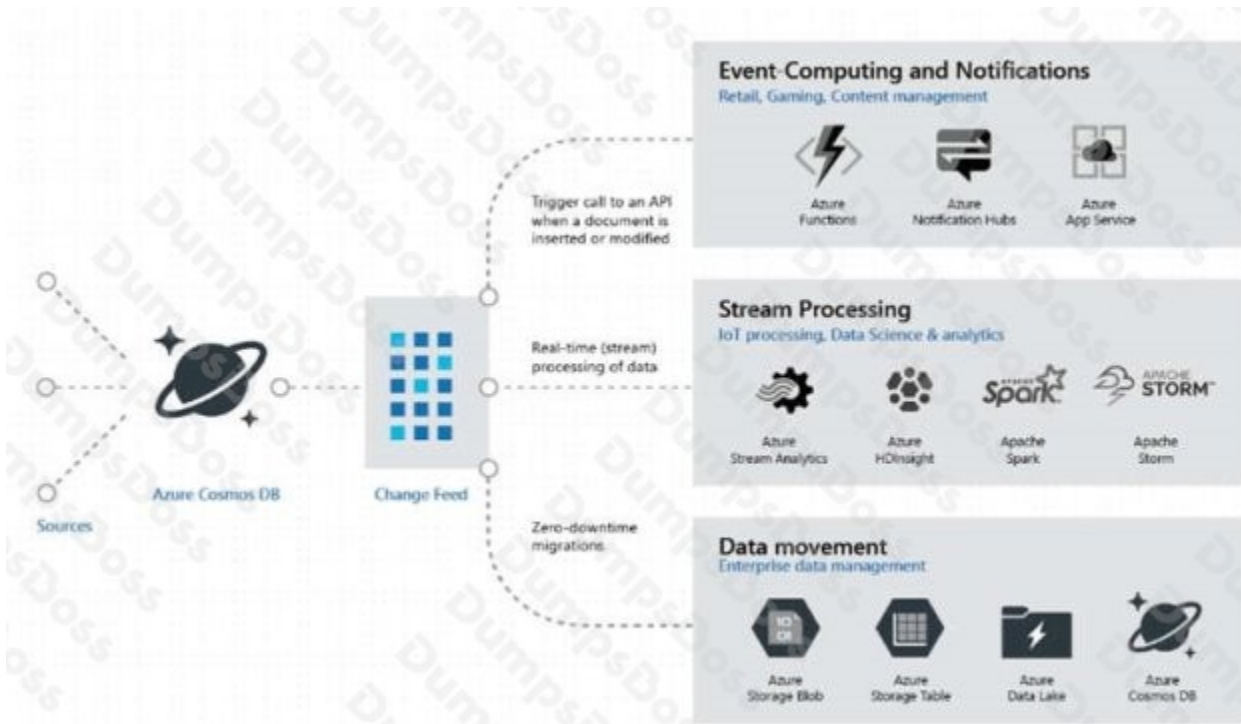 Event-Computing and Notifications
Retail, Gaming, Content management
Azure
Functions
Azure
Notification Hubs
Azure
App Service
Trigger call to an API
when a document is
inserted or modified
Stream Processing
IoT processing, Data Science & analytics
Real-time (stream)
processing of data
APACHE
Spark
APACHE
STORM™
Azure
Stream Analytics
Azure
HDInsight
Apache
Spark
Apache
Storm
Sources
Azure Cosmos DB
Change Feed
Zero-downtime
migrations
Data movement
Enterprise data management
10
01
Azure
Storage Blob
Azure
Storage Table
Azure
Data Lake
Azure
Cosmos DB
DumpsDoss